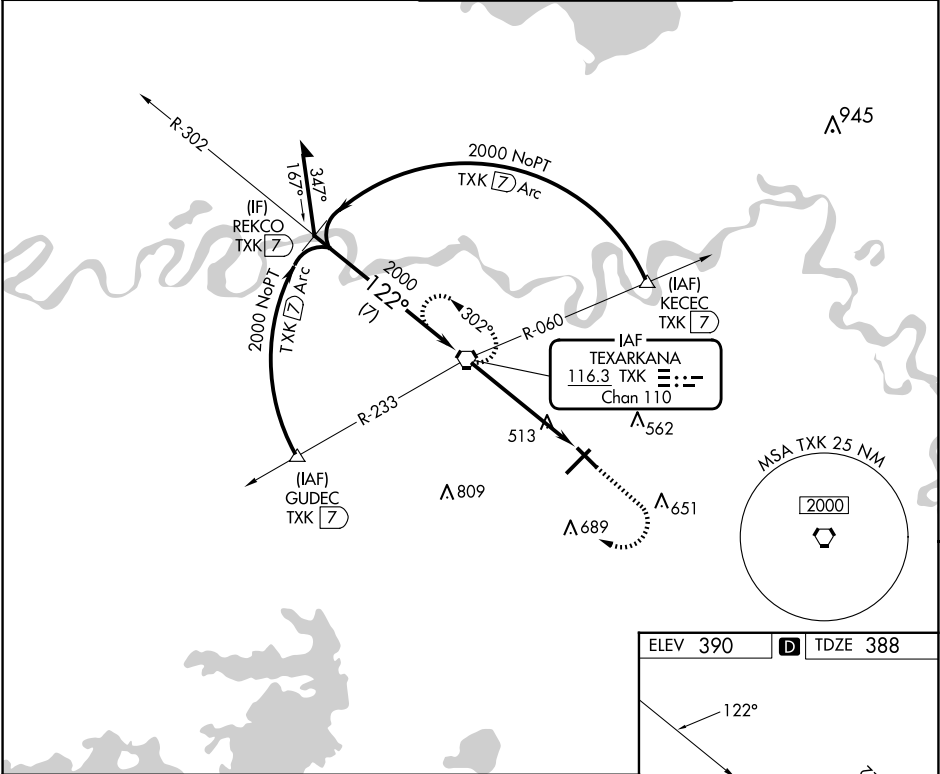 945
R-302
2000 NoPT
TXK 7 Arc
347°
167°
(IF)
REKCO
TXK 7
2000 NoPT
TXK 7 Arc
2000
122°
(7)
302°
R-060
(IAF)
KECEC
TXK 7
IAF
TEXARKANA
116.3 TXK
Chan 110
R-233
513
562
(IAF)
GUDEC
TXK 7
809
651
689
MSA TXK 25 NM
2000
ELEV 390 D TDZE 388
122°